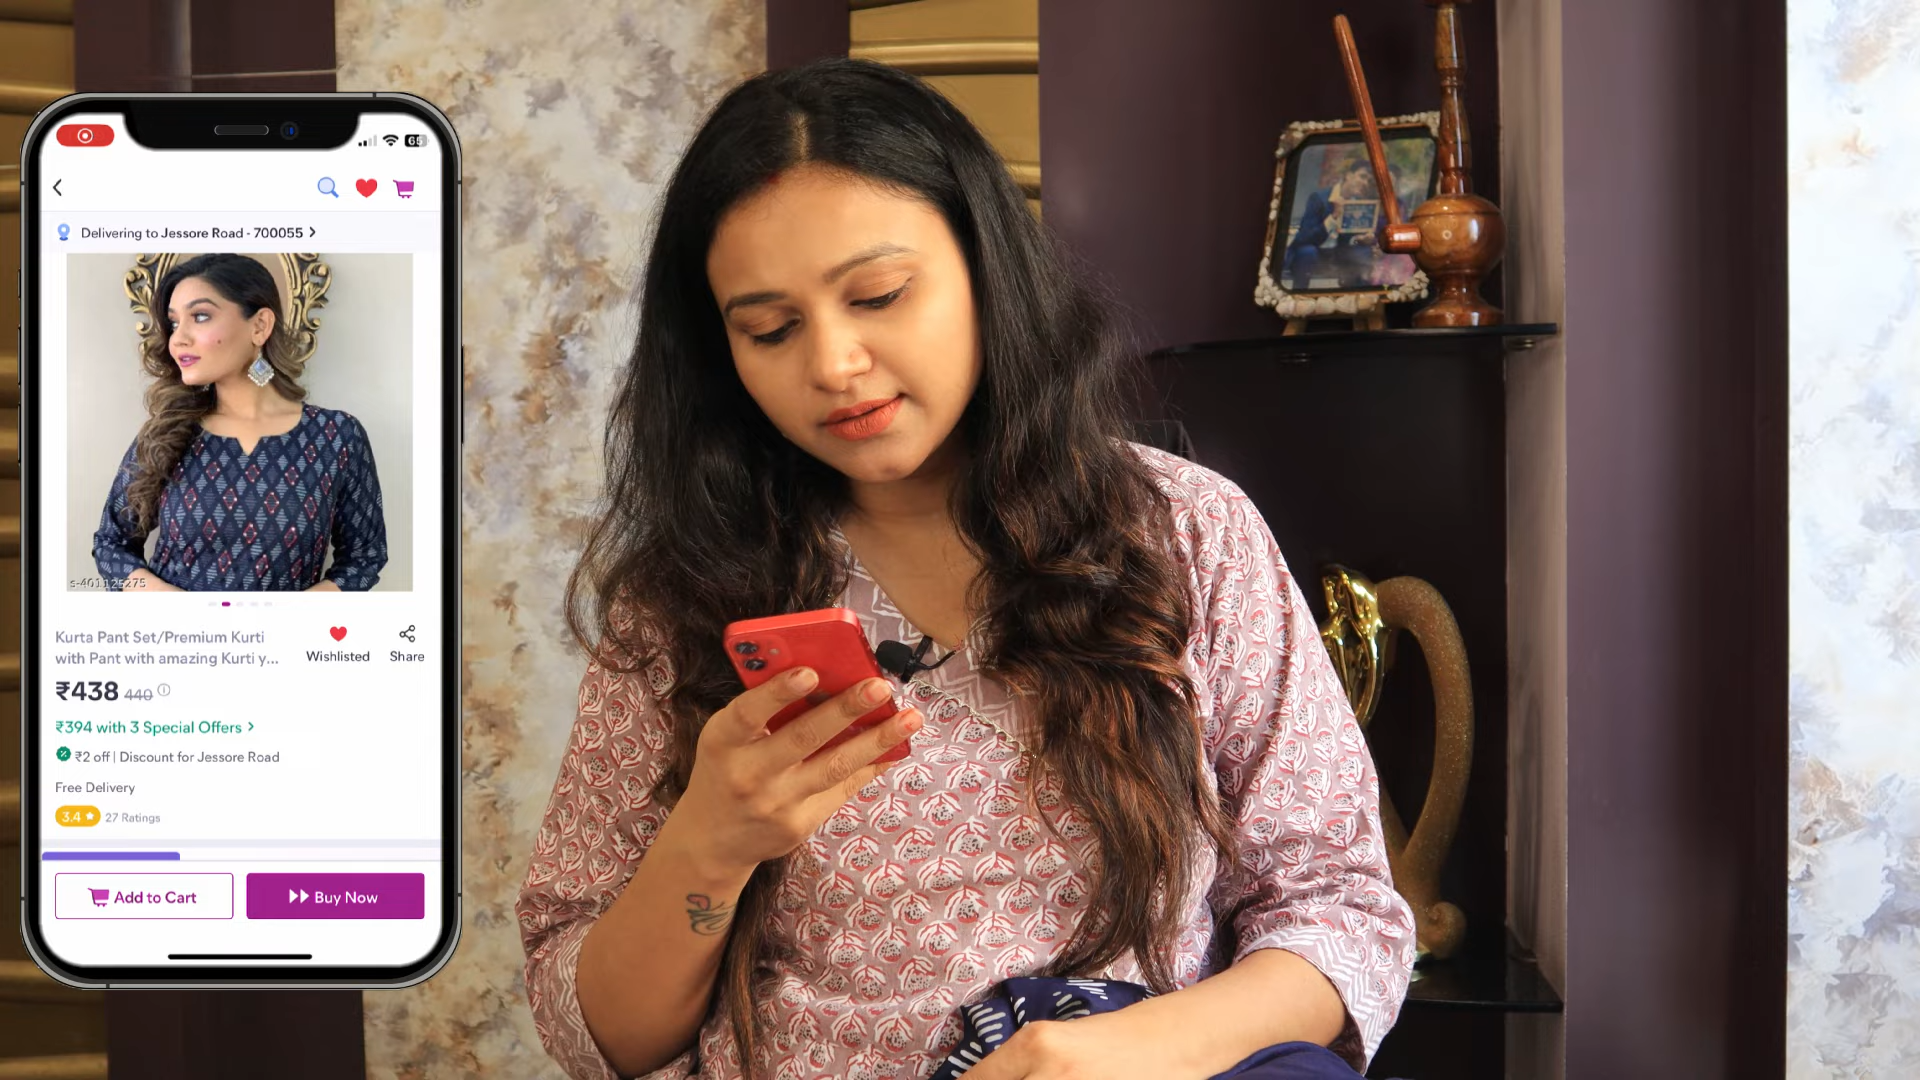 65
Delivering to Jessore Road - 700055
s-401125275
Kurta Pant Set/Premium Kurti
with Pant with amazing Kurti y...
Wishlisted
Share
₹438 440
₹394 with 3 Special Offers
₹2 off | Discount for Jessore Road
Free Delivery
3.4 ★ 27 Ratings
Add to Cart
Buy Now